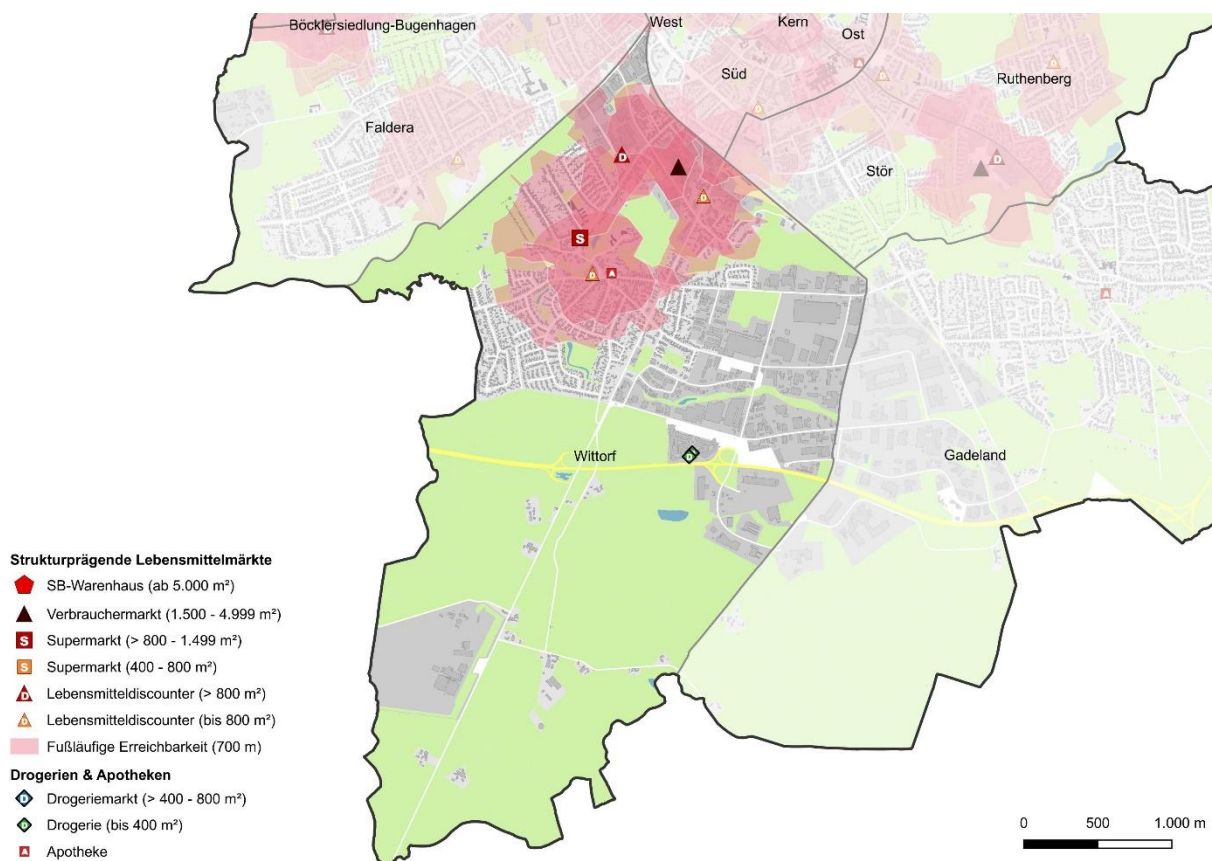 Böcklersiedlung-Bugenhagen
West
Kern
Ost
Süd
Ruthenberg
Faldera
D
D
D
D
D
D
Stör
D
S
D
A
A
A
Wittorf
D
Gadeland
Strukturprägende Lebensmittelmärkte
SB-Warenhaus (ab 5.000 m²)
Verbrauchermarkt (1.500 - 4.999 m²)
S Supermarkt (> 800 - 1.499 m²)
S Supermarkt (400 - 800 m²)
D Lebensmitteldiscounter (> 800 m²)
D Lebensmitteldiscounter (bis 800 m²)
Fußläufige Erreichbarkeit (700 m)
Drogerien & Apotheken
D Drogeriemarkt (> 400 - 800 m²)
D Drogerie (bis 400 m²)
A Apotheke
0 500 1.000 m